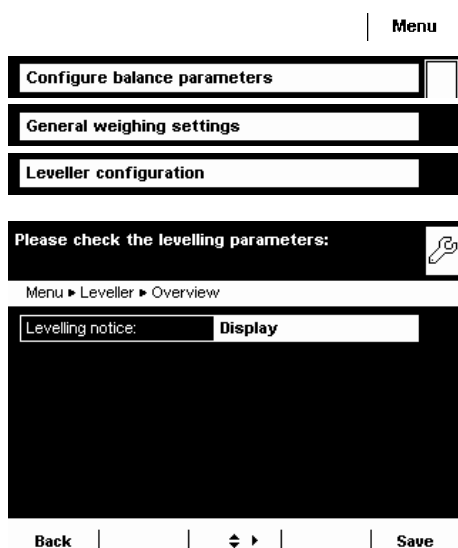 Menu
Configure balance parameters
General weighing settings
Leveller configuration
Please check the levelling parameters:
Menu ▸ Leveller ▸ Overview
Levelling notice: Display
Back Save